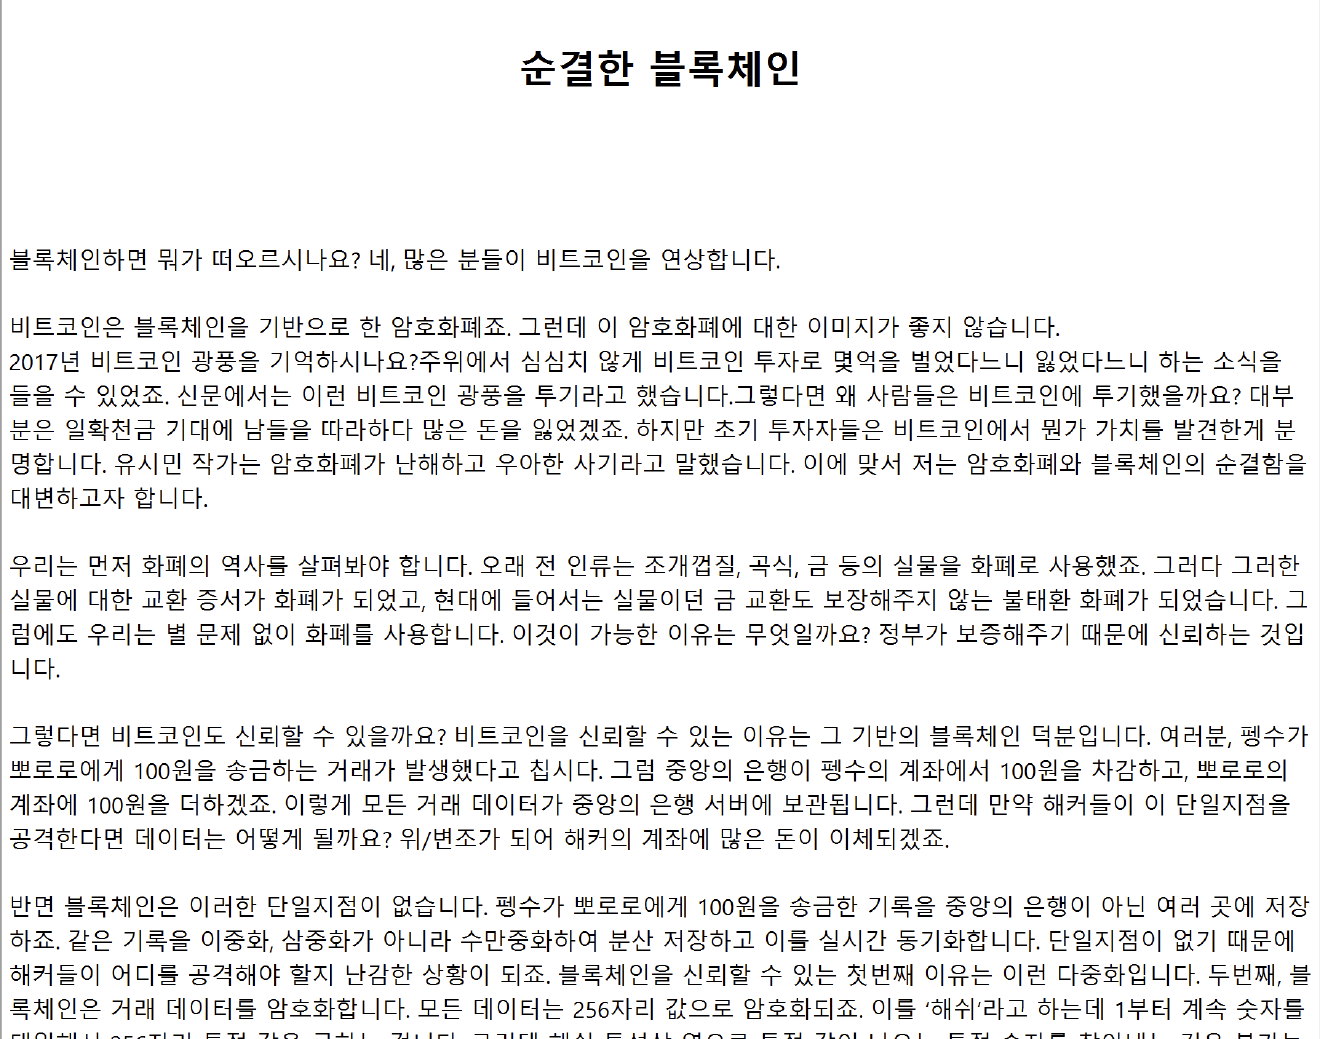 순결한 블록체인
블록체인하면 뭐가 떠오르시나요? 네, 많은 분들이 비트코인을 연상합니다.
비트코인은 블록체인을 기반으로 한 암호화폐죠. 그런데 이 암호화폐에 대한 이미지가 좋지 않습니다.
2017년 비트코인 광풍을 기억하시나요?주위에서 심심치 않게 비트코인 투자로 몇억을 벌었다느니 잃었다느니 하는 소식을
들을 수 있었죠. 신문에서는 이런 비트코인 광풍을 투기라고 했습니다.그렇다면 왜 사람들은 비트코인에 투기했을까요? 대부
분은 일확천금 기대에 남들을 따라하다 많은 돈을 잃었겠죠. 하지만 초기 투자자들은 비트코인에서 뭔가 가치를 발견한게 분
명합니다. 유시민 작가는 암호화폐가 난해하고 우아한 사기라고 말했습니다. 이에 맞서 저는 암호화폐와 블록체인의 순결함을
대변하고자 합니다.
우리는 먼저 화폐의 역사를 살펴봐야 합니다. 오래 전 인류는 조개껍질, 곡식, 금 등의 실물을 화폐로 사용했죠. 그러다 그러한
실물에 대한 교환 증서가 화폐가 되었고, 현대에 들어서는 실물이던 금 교환도 보장해주지 않는 불태환 화폐가 되었습니다. 그
럼에도 우리는 별 문제 없이 화폐를 사용합니다. 이것이 가능한 이유는 무엇일까요? 정부가 보증해주기 때문에 신뢰하는 것입
니다.
그렇다면 비트코인도 신뢰할 수 있을까요? 비트코인을 신뢰할 수 있는 이유는 그 기반의 블록체인 덕분입니다. 여러분, 펭수가
뽀로로에게 100원을 송금하는 거래가 발생했다고 칩시다. 그럼 중앙의 은행이 펭수의 계좌에서 100원을 차감하고, 뽀로로의
계좌에 100원을 더하겠죠. 이렇게 모든 거래 데이터가 중앙의 은행 서버에 보관됩니다. 그런데 만약 해커들이 이 단일지점을
공격한다면 데이터는 어떻게 될까요? 위/변조가 되어 해커의 계좌에 많은 돈이 이체되겠죠.
반면 블록체인은 이러한 단일지점이 없습니다. 펭수가 뽀로로에게 100원을 송금한 기록을 중앙의 은행이 아닌 여러 곳에 저장
하죠. 같은 기록을 이중화, 삼중화가 아니라 수만중화하여 분산 저장하고 이를 실시간 동기화합니다. 단일지점이 없기 때문에
해커들이 어디를 공격해야 할지 난감한 상황이 되죠. 블록체인을 신뢰할 수 있는 첫번째 이유는 이런 다중화입니다. 두번째, 블
록체인은 거래 데이터를 암호화합니다. 모든 데이터는 256자리 값으로 암호화되죠. 이를 ‘해쉬’라고 하는데 1부터 계속 숫자를